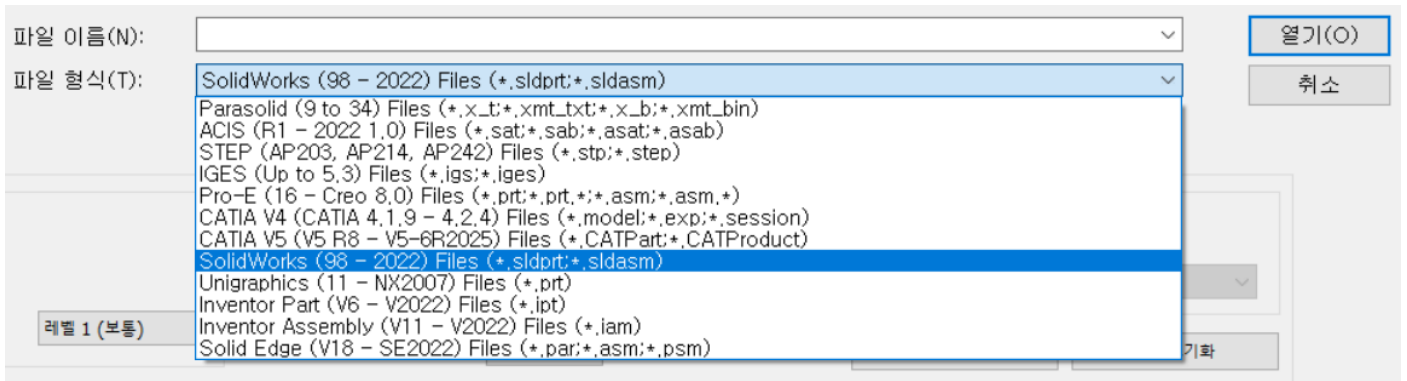 파일 이름(N):
열기(O)
파일 형식(T):
SolidWorks (98 - 2022) Files (*.sldprt;*.sldasm)
취소
Parasolid (9 to 34) Files (*.x_t;*.xmt_txt;*.x_b;*.xmt_bin)
ACIS (R1 - 2022 1.0) Files (*.sat;*.sab;*.asat;*.asab)
STEP (AP203, AP214, AP242) Files (*.stp;*.step)
IGES (Up to 5.3) Files (*.igs;*.iges)
Pro-E (16 - Creo 8.0) Files (*.prt;*.prt.*;*.asm;*.asm.*)
CATIA V4 (CATIA 4.1.9 - 4.2.4) Files (*.model;*.exp;*.session)
CATIA V5 (V5 R8 - V5-6R2025) Files (*.CATPart;*.CATProduct)
SolidWorks (98 - 2022) Files (*.sldprt;*.sldasm)
Unigraphics (11 - NX2007) Files (*.prt)
Inventor Part (V6 - V2022) Files (*.ipt)
Inventor Assembly (V11 - V2022) Files (*.iam)
레벨 1 (보통)
Solid Edge (V18 - SE2022) Files (*.par;*.asm;*.psm)
기화